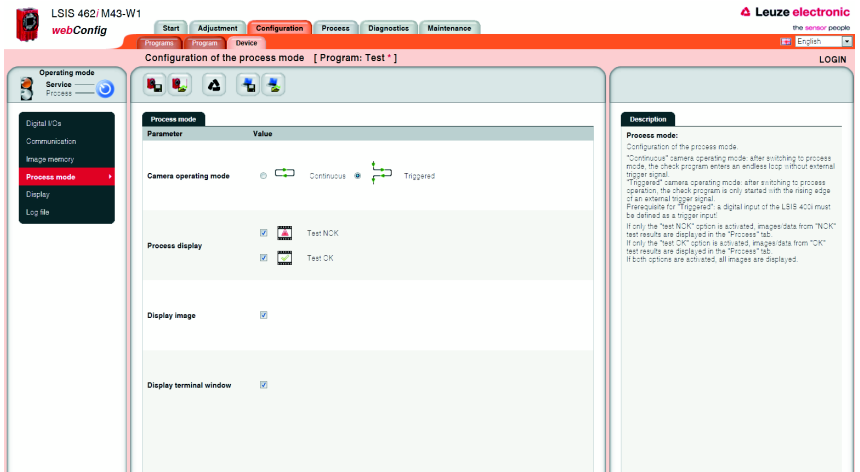 LSIS 462i M43-W1
webConfig
Leuze electronic
the sensor people
Start Adjustment Configuration Process Diagnostics Maintenance
Programs Program Device
English
Configuration of the process mode [ Program: Test * ]
LOGIN
Operating mode
Service
Process
Digital I/Os
Communication
Image memory
Process mode
Display
Log file
Process mode
Parameter Value
Camera operating mode Continuous Triggered
Process display Test NOK
Test OK
Display image
Display terminal window
Description
Process mode:
Configuration of the process mode.
"Continuous" camera operating mode: after switching to process
mode, the check program enters an endless loop without external
trigger signal.
"Triggered" camera operating mode: after switching to process
operation, the check program is only started with the rising edge
of an external trigger signal.
Prerequisite for "Triggered": a digital input of the LSIS 400i must
be defined as a trigger input!
If only the "test NOK" option is activated, images/data from "NOK"
test results are displayed in the "Process" tab.
If only the "test OK" option is activated, images/data from "OK"
test results are displayed in the "Process" tab.
If both options are activated, all images are displayed.